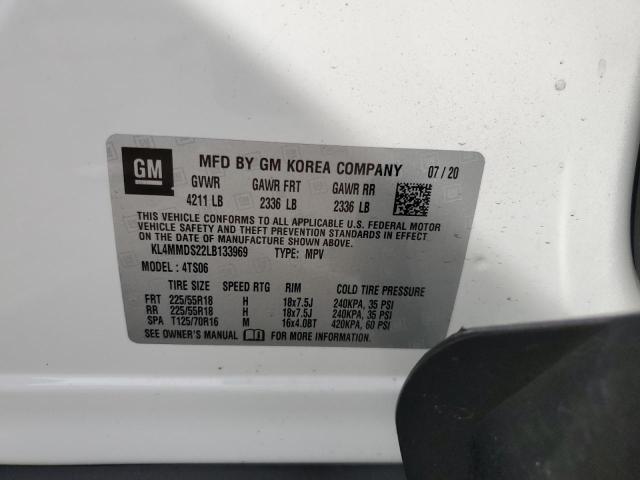 GM MFD BY GM KOREA COMPANY 07/20
GVWR GAWR FRT GAWR RR
4211 LB 2336 LB 2336 LB
THIS VEHICLE CONFORMS TO ALL APPLICABLE U.S. FEDERAL MOTOR
VEHICLE SAFETY AND THEFT PREVENTION STANDARDS IN EFFECT ON
THE DATE OF MANUFACTURE SHOWN ABOVE.
KL4MMDS22LB133969 TYPE: MPV
MODEL: 4TS06
TIRE SIZE SPEED RTG RIM COLD TIRE PRESSURE
FRT 225/55R18 H 18x7.5J 240KPA, 35 PSI
RR 225/55R18 H 18x7.5J 240KPA, 35 PSI
SPA T125/70R16 M 16x4.0BT 420KPA, 60 PSI
SEE OWNER'S MANUAL FOR MORE INFORMATION.